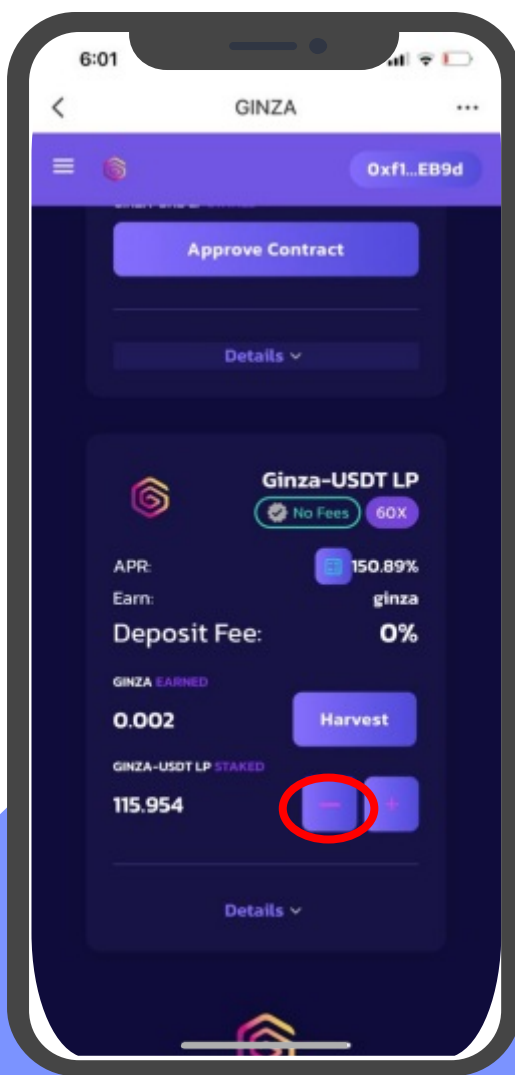 6:01
GINZA
0xf1...EB9d
Approve Contract
Details
Ginza-USDT LP
No Fees 60X
APR: 150.89%
Earn: ginza
Deposit Fee: 0%
GINZA EARNED
0.002 Harvest
GINZA-USDT LP STAKED
115.954 — +
Details